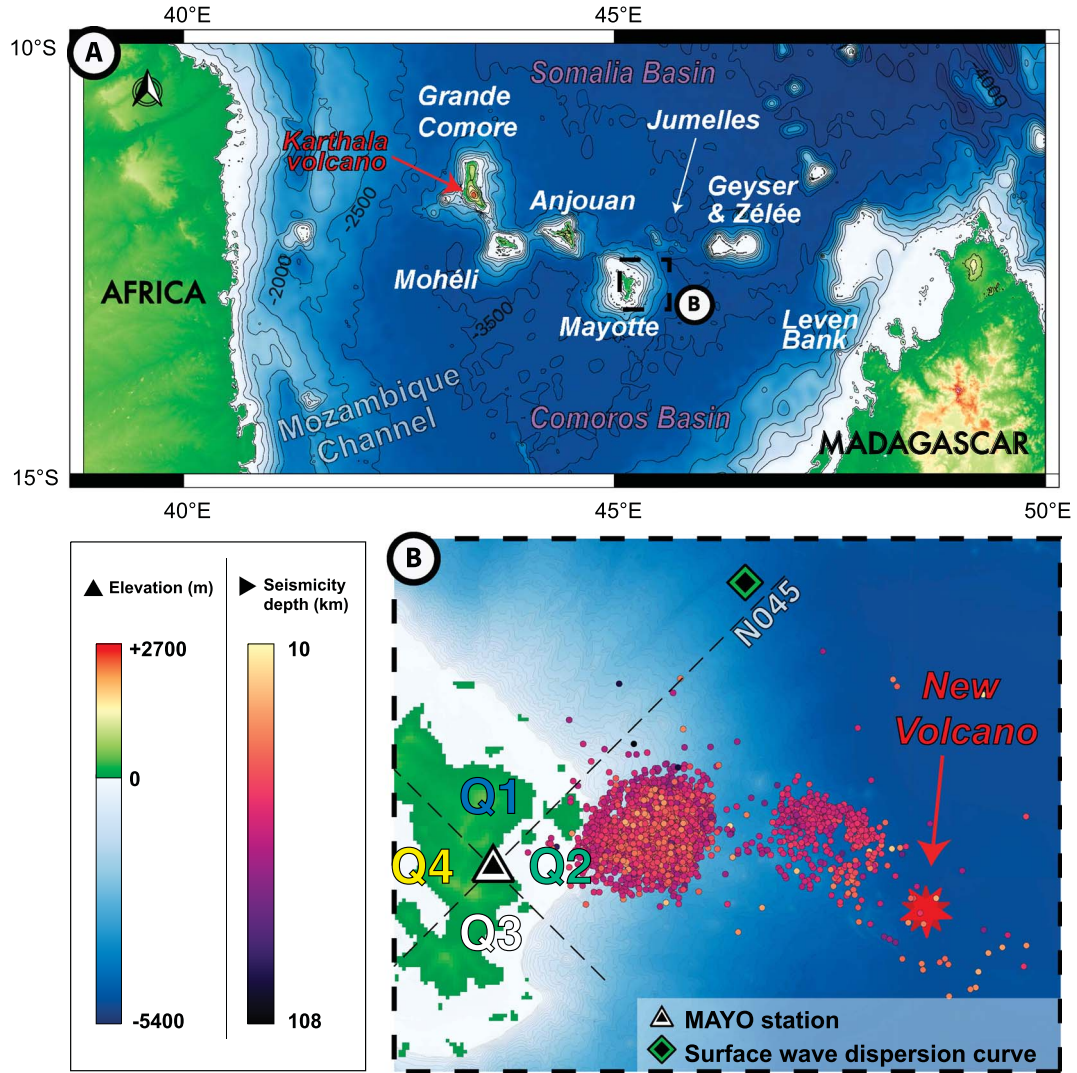 40°E
45°E
10°S
A
Somalia Basin
-4000
Grande
Comore
Jumelles
Karthala
volcano
Geyser
& Zélée
Anjouan
-2500
AFRICA
-2000
Mohéli
B
-3500
Mayotte
Leven
Bank
Mozambique
Channel
Comoros Basin
MADAGASCAR
15°S
40°E
45°E
50°E
Elevation (m)
Seismicity
depth (km)
+2700
0
-5400
10
108
B
N045
New
Volcano
Q1
Q4
Q2
Q3
MAYO station
Surface wave dispersion curve